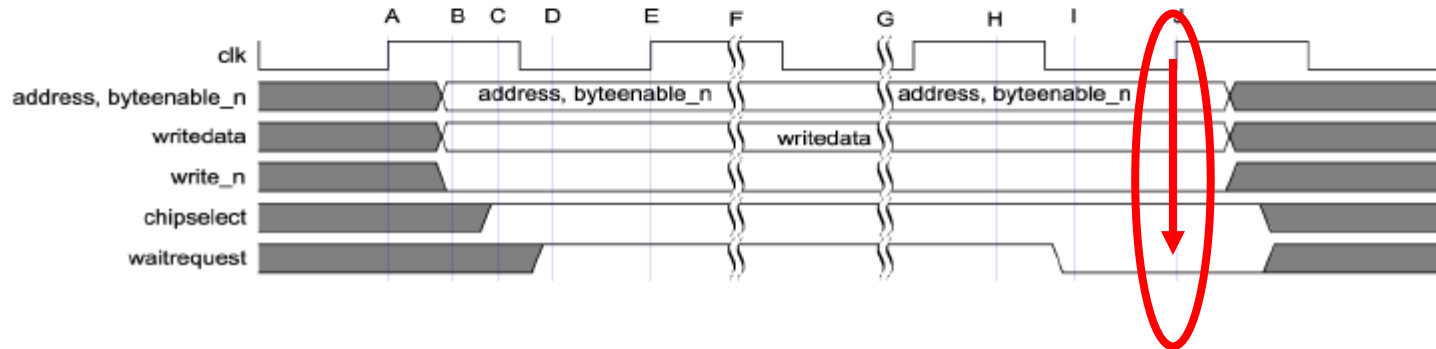 A B C D E F G H I J
clk
address, byteenable_n address, byteenable_n address, byteenable_n
writedata writedata
write_n
chipselect
waitrequest